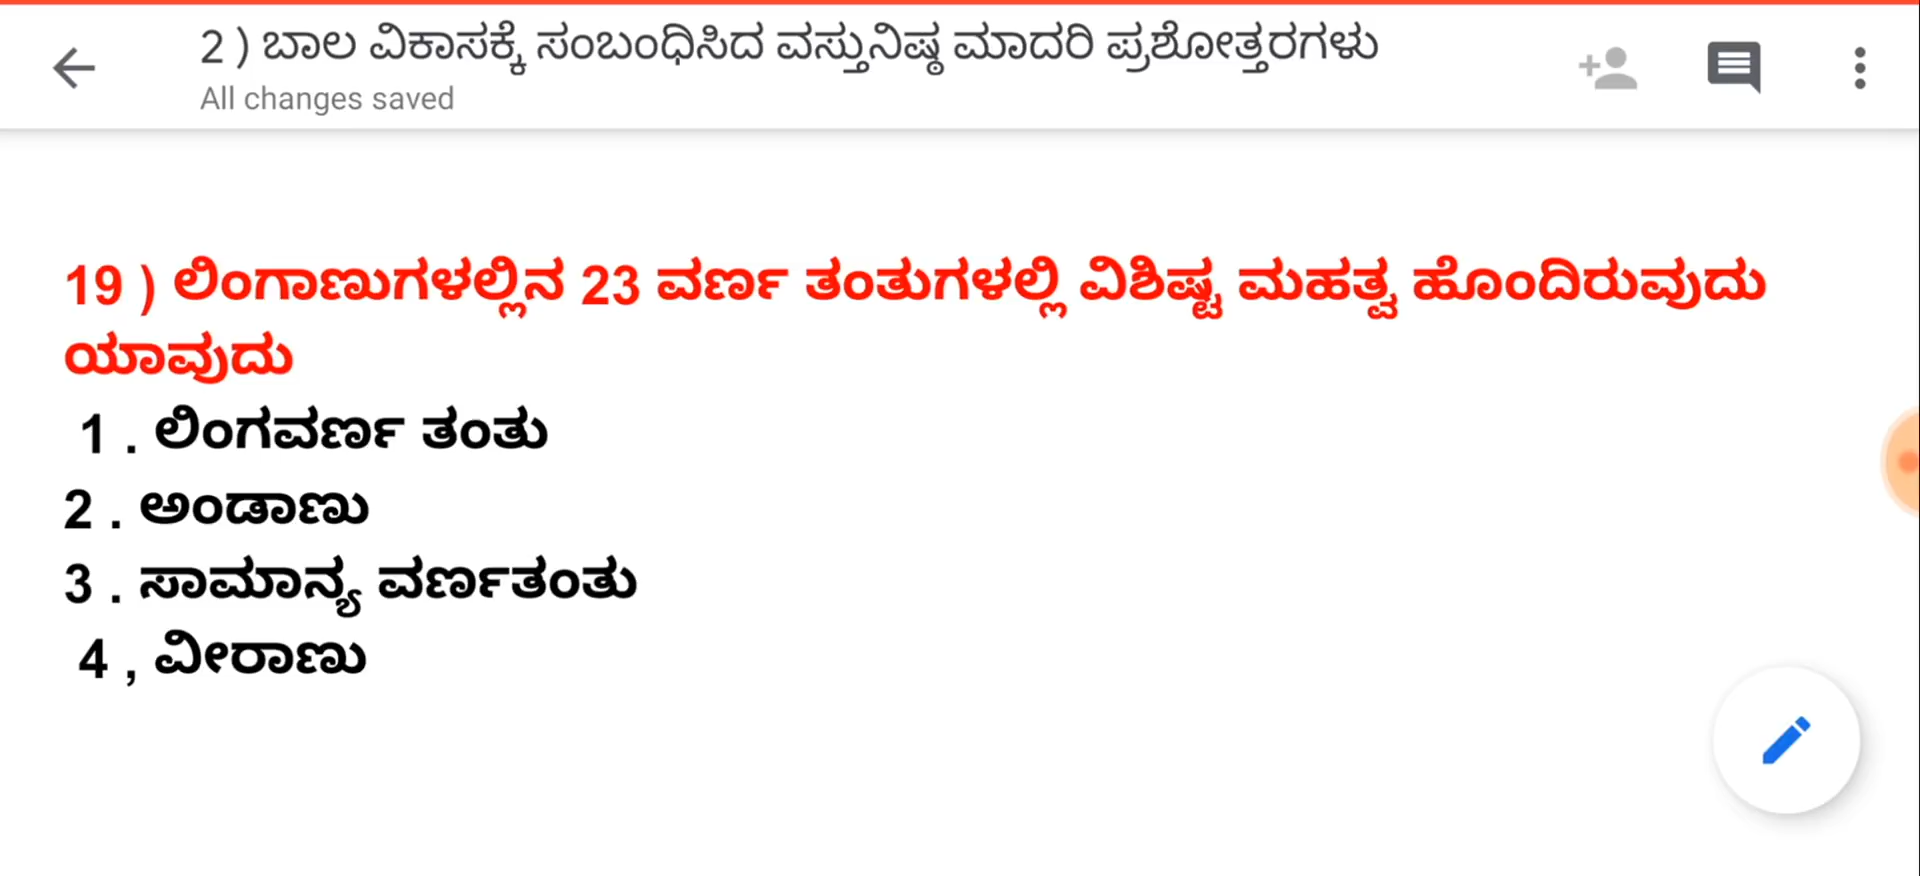 2 ) ಬಾಲ ವಿಕಾಸಕ್ಕೆ ಸಂಬಂಧಿಸಿದ ವಸ್ತುನಿಷ್ಠ ಮಾದರಿ ಪ್ರಶೋತ್ತರಗಳು
All changes saved
19 ) ಲಿಂಗಾಣುಗಳಲ್ಲಿನ 23 ವರ್ಣ ತಂತುಗಳಲ್ಲಿ ವಿಶಿಷ್ಟ ಮಹತ್ವ ಹೊಂದಿರುವುದು
ಯಾವುದು
1 . ಲಿಂಗವರ್ಣ ತಂತು
2 . ಅಂಡಾಣು
3 . ಸಾಮಾನ್ಯ ವರ್ಣತಂತು
4 , ವೀರಾಣು